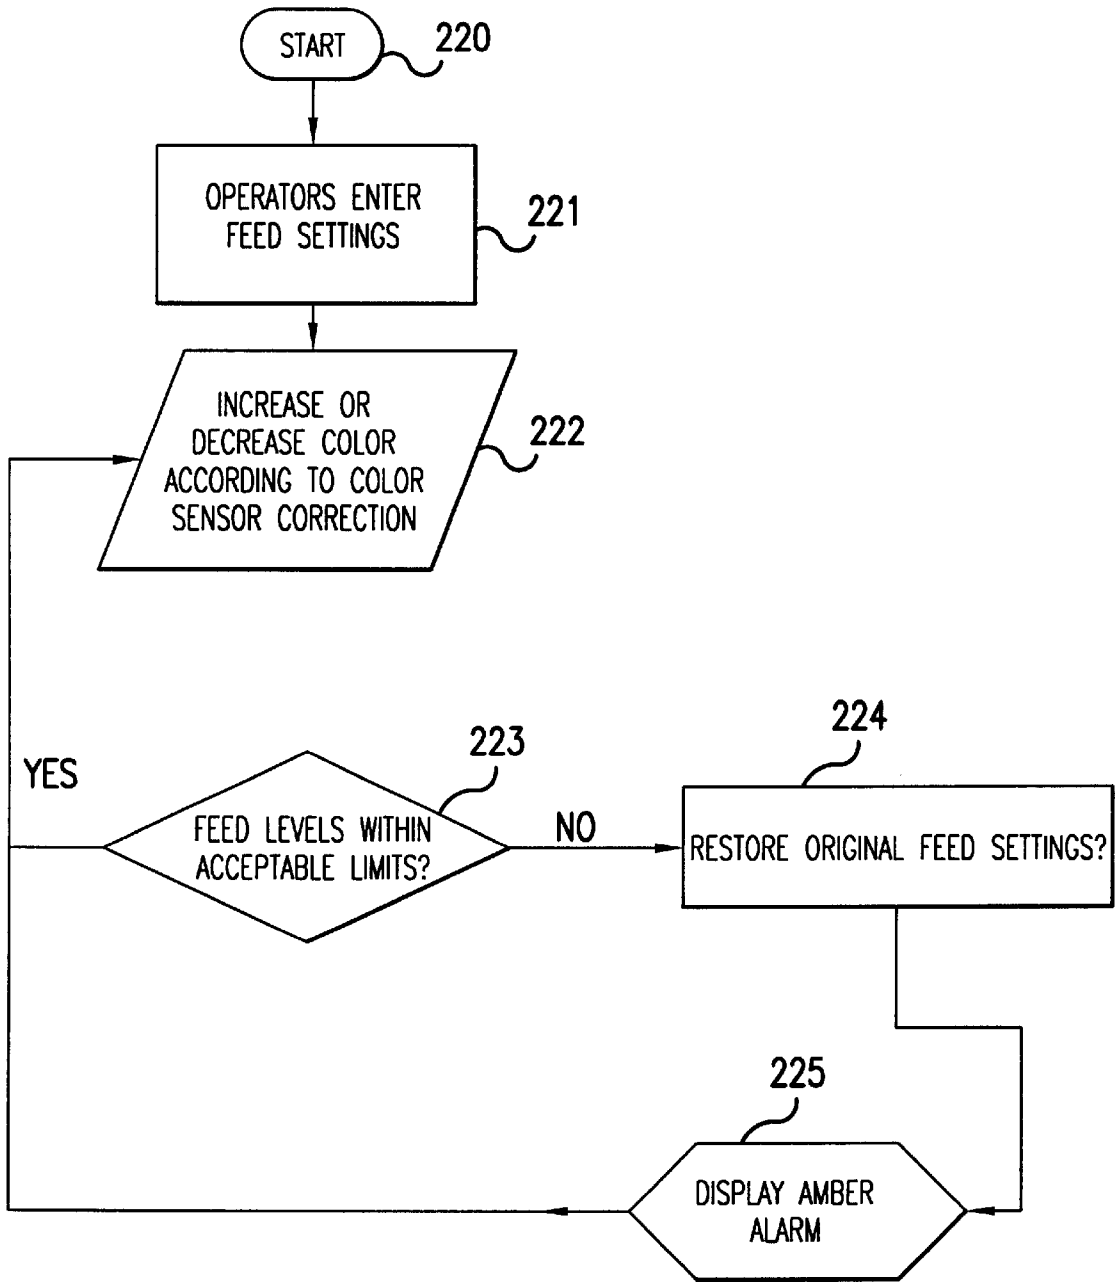 START
220
OPERATORS ENTER
FEED SETTINGS
221
INCREASE OR
DECREASE COLOR
ACCORDING TO COLOR
SENSOR CORRECTION
222
YES
223
FEED LEVELS WITHIN
ACCEPTABLE LIMITS?
NO
224
RESTORE ORIGINAL FEED SETTINGS?
225
DISPLAY AMBER
ALARM